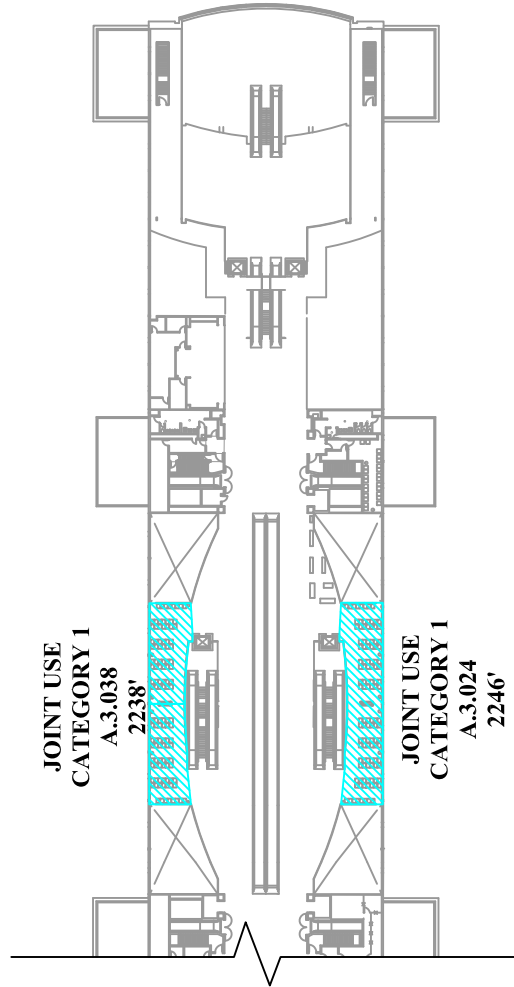 JOINT USE
CATEGORY 1
A.3.038
2238'
JOINT USE
CATEGORY 1
A.3.024
2246'